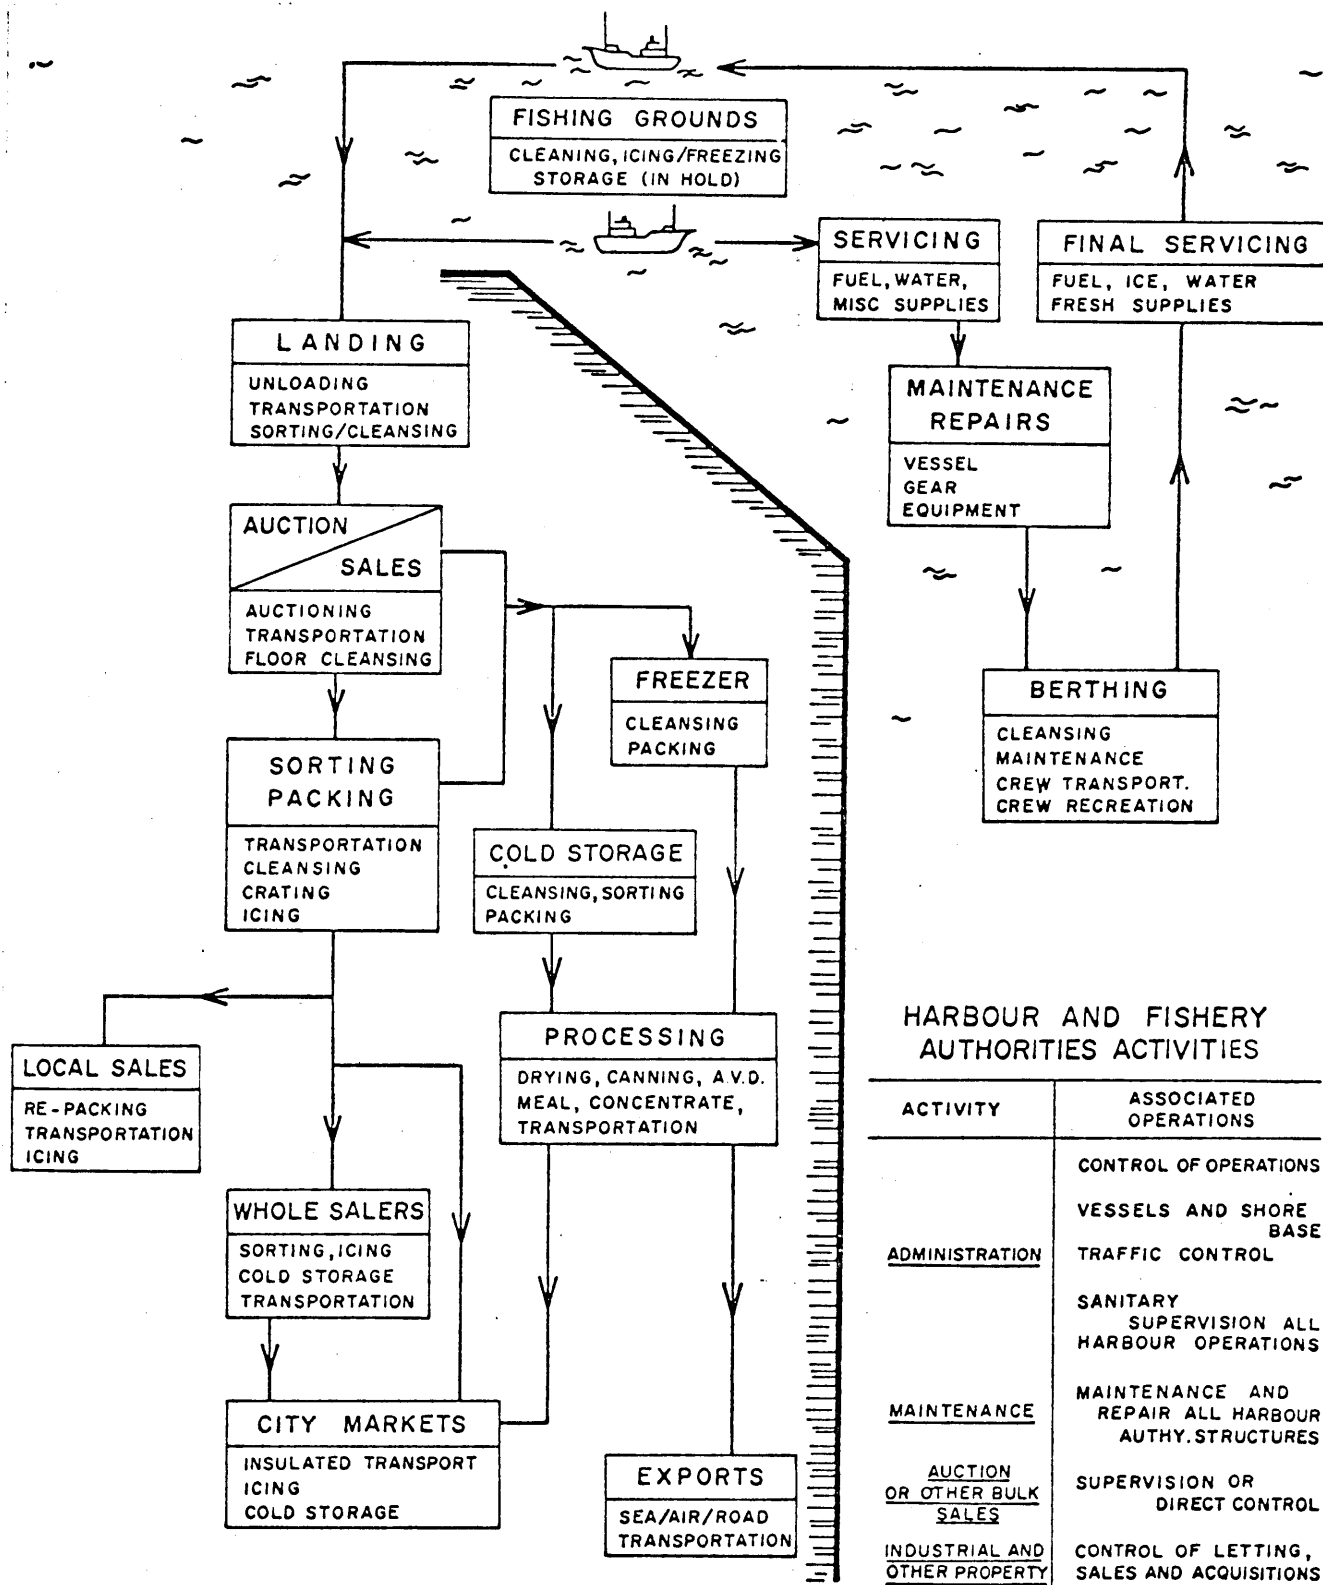 FISHING GROUNDS
CLEANING, ICING/FREEZING
STORAGE (IN HOLD)
SERVICING
FUEL, WATER,
MISC SUPPLIES
FINAL SERVICING
FUEL, ICE, WATER
FRESH SUPPLIES
LANDING
UNLOADING
TRANSPORTATION
SORTING/CLEANSING
MAINTENANCE
REPAIRS
VESSEL
GEAR
EQUIPMENT
AUCTION
SALES
AUCTIONING
TRANSPORTATION
FLOOR CLEANSING
FREEZER
CLEANSING
PACKING
BERTHING
CLEANSING
MAINTENANCE
CREW TRANSPORT.
CREW RECREATION
SORTING
PACKING
TRANSPORTATION
CLEANSING
CRATING
ICING
COLD STORAGE
CLEANSING, SORTING
PACKING
LOCAL SALES
RE-PACKING
TRANSPORTATION
ICING
PROCESSING
DRYING, CANNING, A.V.D.
MEAL, CONCENTRATE,
TRANSPORTATION
WHOLE SALERS
SORTING, ICING
COLD STORAGE
TRANSPORTATION
CITY MARKETS
INSULATED TRANSPORT
ICING
COLD STORAGE
EXPORTS
SEA/AIR/ROAD
TRANSPORTATION
HARBOUR AND FISHERY
AUTHORITIES ACTIVITIES
ACTIVITY
ASSOCIATED
OPERATIONS
CONTROL OF OPERATIONS
VESSELS AND SHORE
BASE
ADMINISTRATION
TRAFFIC CONTROL
SANITARY
SUPERVISION ALL
HARBOUR OPERATIONS
MAINTENANCE
MAINTENANCE AND
REPAIR ALL HARBOUR
AUTHY. STRUCTURES
AUCTION
OR OTHER BULK
SALES
SUPERVISION OR
DIRECT CONTROL
INDUSTRIAL AND
OTHER PROPERTY
CONTROL OF LETTING,
SALES AND ACQUISITIONS